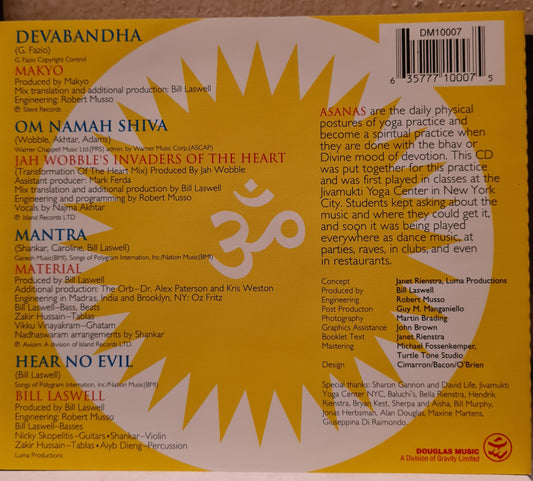 DEVABANDHA
(G. Fazio)
G. Fazio Copyright Control
MAKYO
Produced by Makyo
Mix translation and additional production: Bill Laswell
Engineering: Robert Musso
℗ Silent Records
OM NAMAH SHIVA
(Wobble, Akhtar, Adams)
Warner Chappel Music Ltd(PRS) admn. by Warner Music Corp.(ASCAP)
JAH WOBBLE'S INVADERS OF THE HEART
(Transformation Of The Heart Mix) Produced By Jah Wobble
Assistant producer: Mark Ferda
Mix translation and additional production by Bill Laswell
Engineering and programming by Robert Musso
Vocals by Najma Akhtar
℗ Island Records LTD
MANTRA
(Shankar, Caroline, Bill Laswell)
Ganesh Music(BMI), Songs of Polygram Internation, Inc/Nation Music(BMI)
MATERIAL
Produced by Bill Laswell
Additional production: The Orb–Dr. Alex Paterson and Kris Weston
Engineering in Madras, India and Brooklyn, NY: Oz Fritz
Bill Laswell–Bass, Beats
Zakir Hussain–Tablas
Vikku Vinayakram–Ghatam
Nadhaswaram arrangements by Shankar
℗ Axiom A division of Island Records LTD
HEAR NO EVIL
(Bill Laswell)
Songs of Polygram Internation, Inc./Nation Music(BMI)
BILL LASWELL
Produced by Bill Laswell
Engineering: Robert Musso
Bill Laswell–Basses
Nicky Skopelitis–Guitars • Shankar–Violin
Zakir Hussain–Tablas • Aiyb Dieng–Percussion
Luma Productions
ॐ
DM10007
6 35777 10007 5
ASANAS are the daily physical
postures of yoga practice and
become a spirtual practice when
they are done with the bhav or
Divine mood of devotion. This CD
was put together for this practice
and was first played in classes at the
Jivamukti Yoga Center in New York
City. Students kept asking about the
music and where they could get it,
and soon it was being played
everywhere as dance music, at
parties, raves, in clubs, and even
in restaurants.
Concept Janet Rienstra, Luma Productions
Produced by Bill Laswell
Engineering Robert Musso
Post Production Guy M. Manganiello
Photography Martin Brading
Graphics Assistance John Brown
Booklet Text Janet Rienstra
Mastering Michael Fossenkemper,
Turtle Tone Studio
Design Cimarron/Bacon/O'Brien
Special thanks: Sharon Gannon and David Life, Jivamukti
Yoga Center NYC, Baluchi's, Bella Rienstra, Hendrik
Rienstra, Bryan Kest, Sherpa and Aisha, Bill Murphy,
Jonas Herbsman, Alan Douglas, Maxine Martens,
Giuseppina Di Raimondo.
DOUGLAS MUSIC
A Division of Gravity Limited